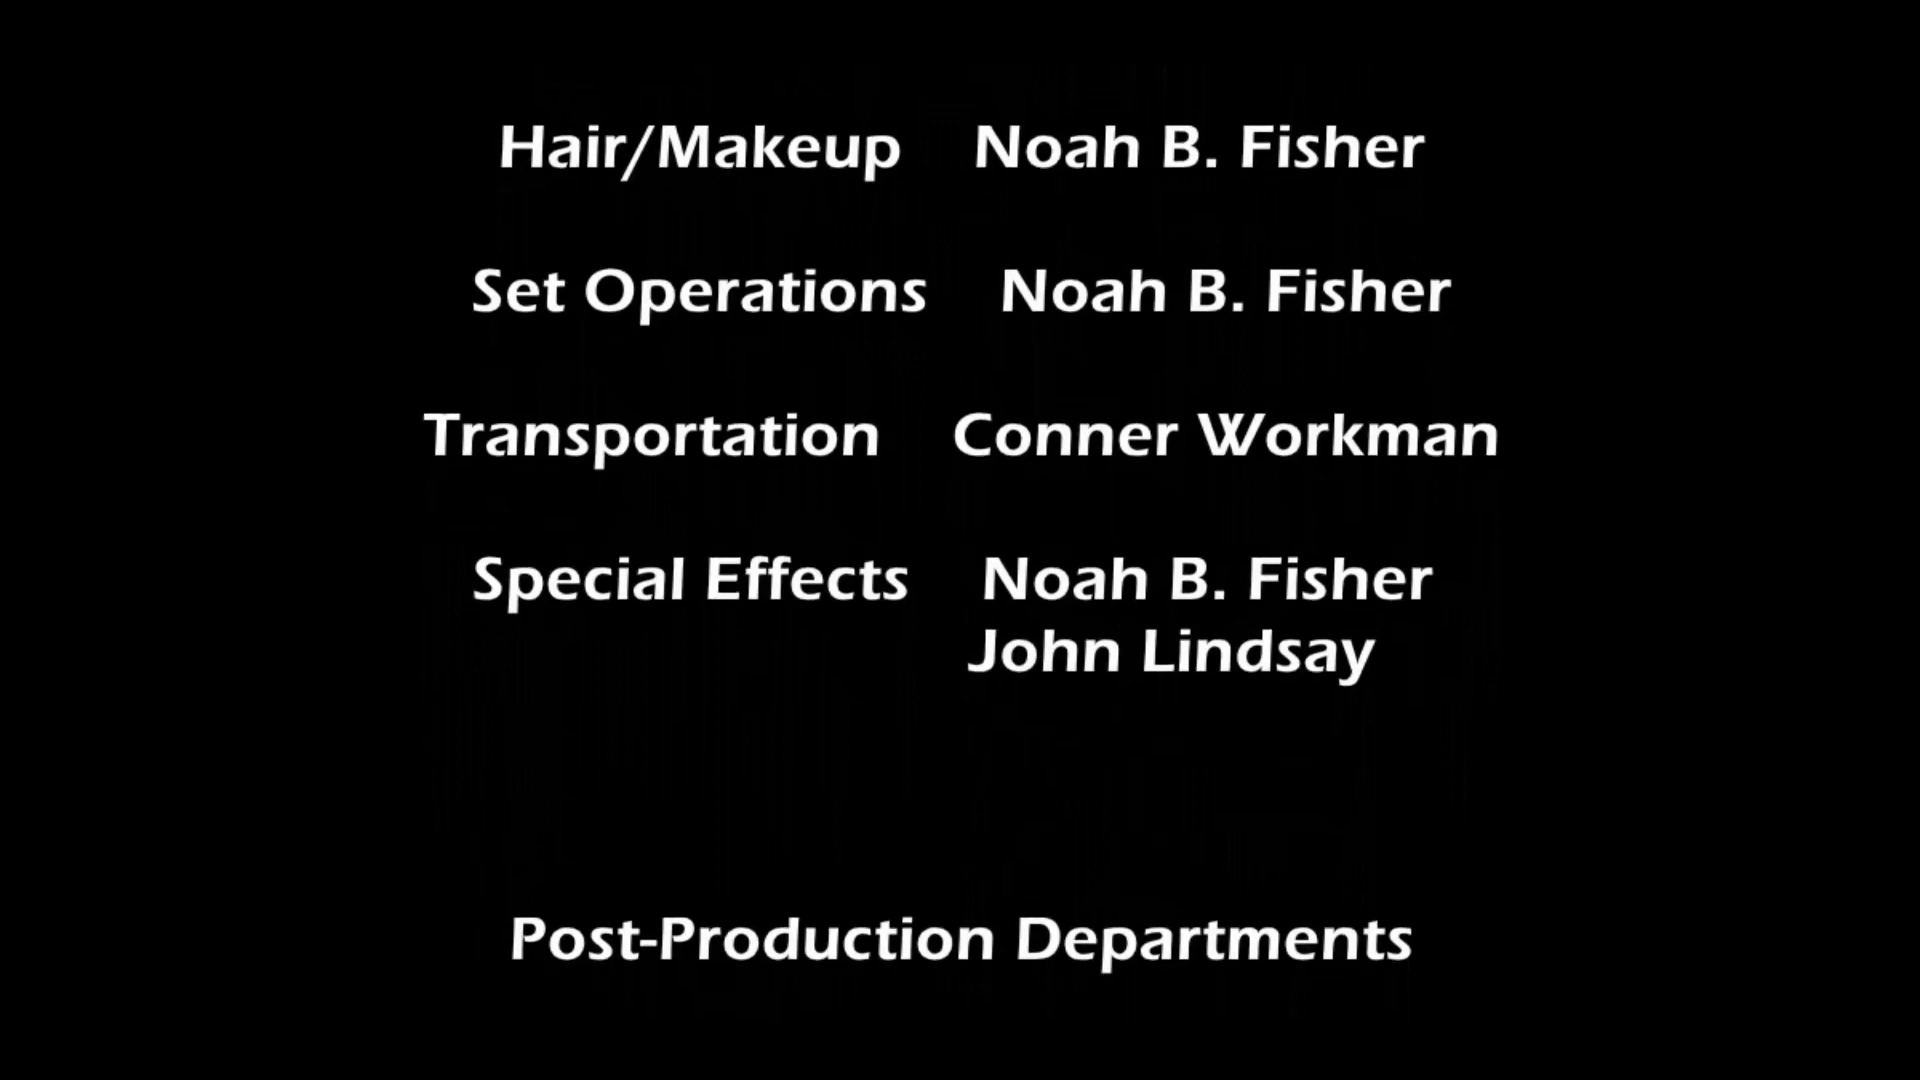 Hair/Makeup Noah B. Fisher
Set Operations Noah B. Fisher
Transportation Conner Workman
Special Effects Noah B. Fisher
John Lindsay
Post-Production Departments